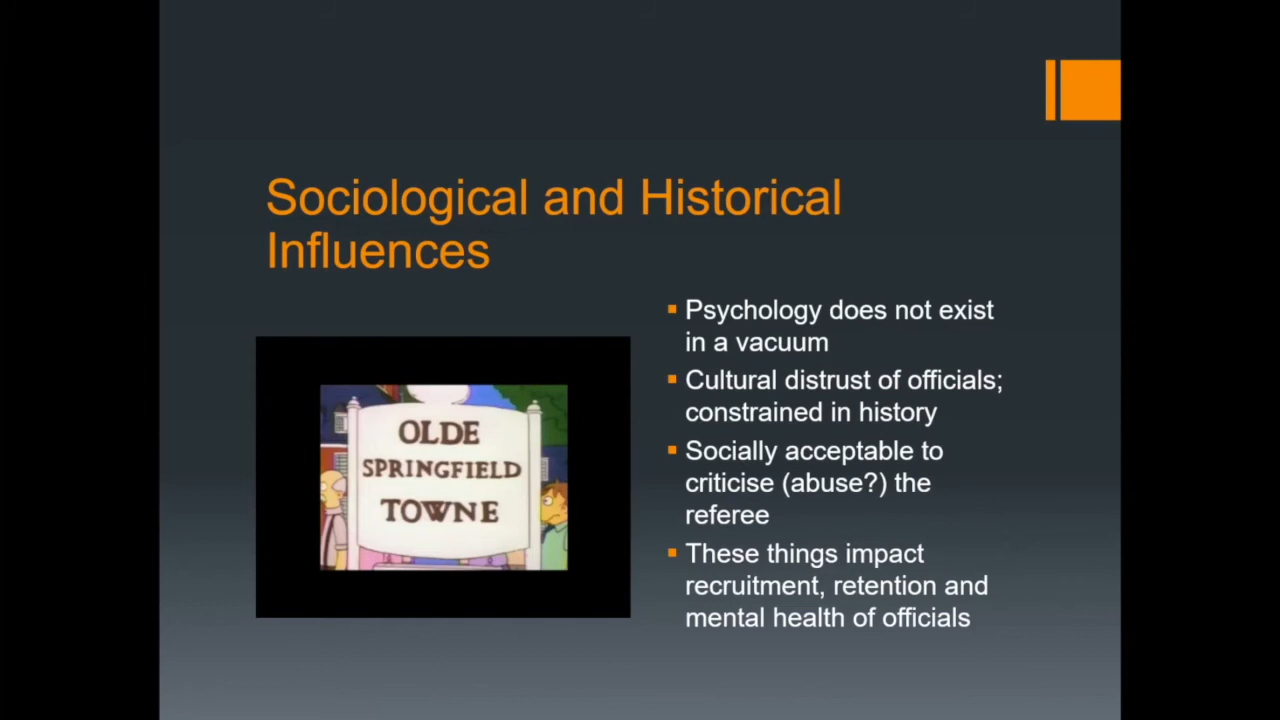 Sociological and Historical
Influences
OLDE
SPRINGFIELD
TOWNE
Psychology does not exist
in a vacuum
Cultural distrust of officials;
constrained in history
Socially acceptable to
criticise (abuse?) the
referee
These things impact
recruitment, retention and
mental health of officials